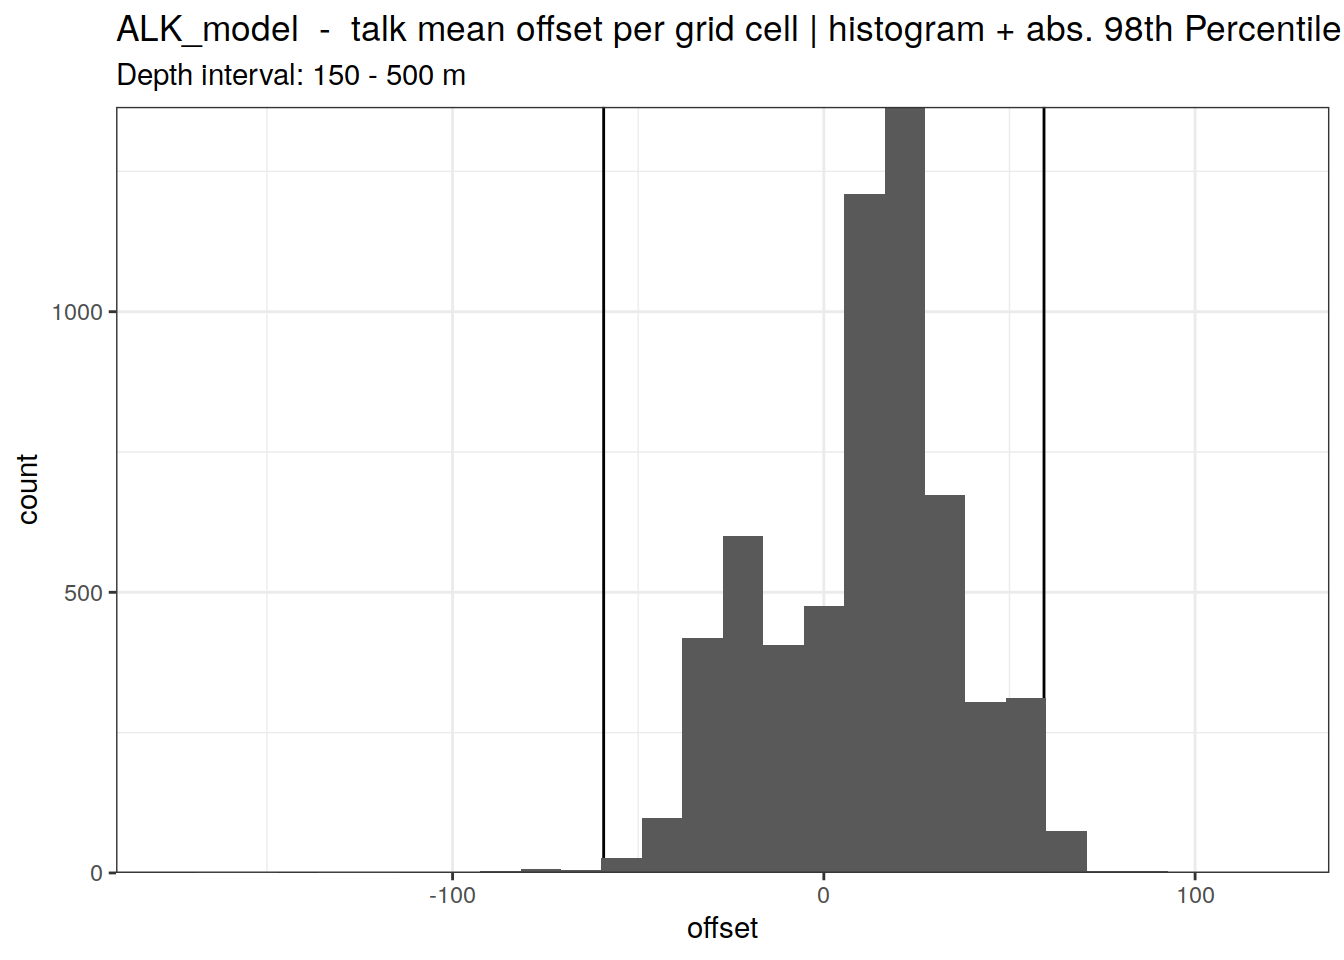 ALK_model  -  talk mean offset per grid cell | histogram + abs. 98th Percentile
Depth interval: 150 - 500 m
count
1000
500
0
-100
0
100
offset